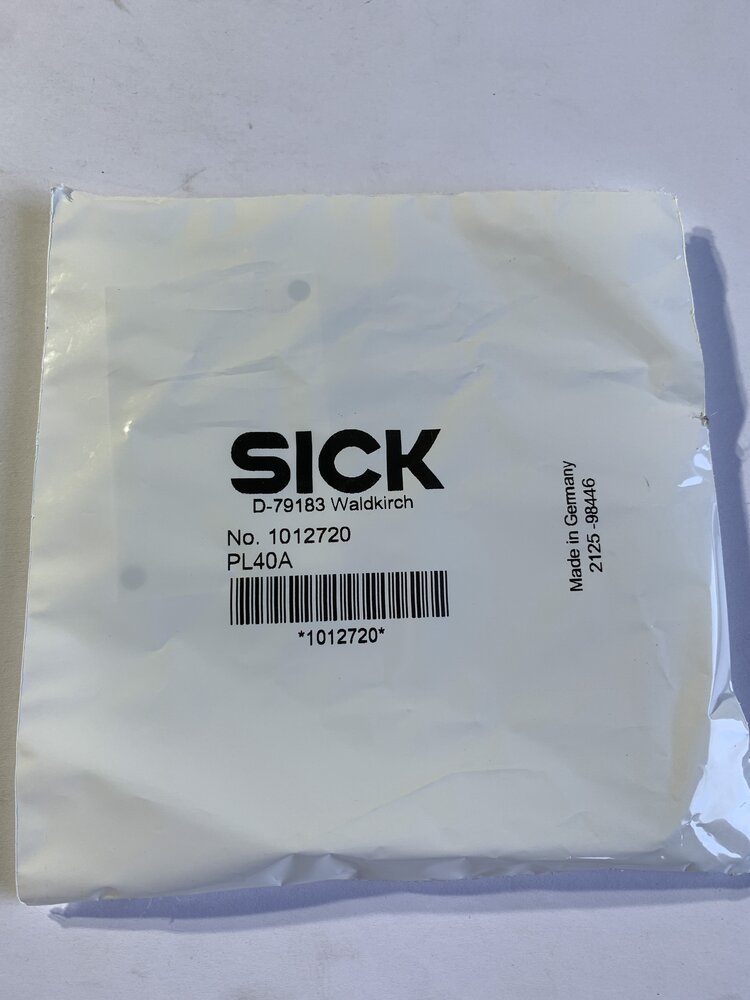 SICK
D-79183 Waldkirch
No. 1012720
PL40A
*1012720*
Made in Germany
2125 -98446